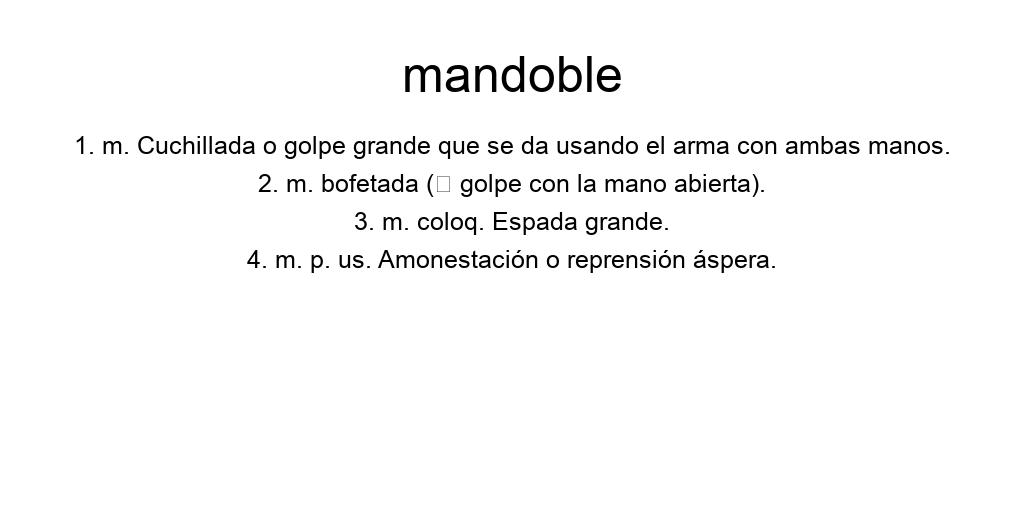 mandoble
1. m. Cuchillada o golpe grande que se da usando el arma con ambas manos.
2. m. bofetada (▯ golpe con la mano abierta).
3. m. coloq. Espada grande.
4. m. p. us. Amonestación o reprensión áspera.